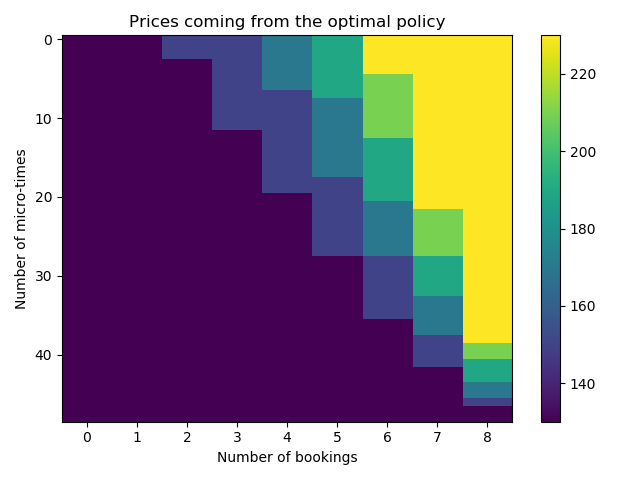 Prices coming from the optimal policy
0
10
20
30
40
Number of micro-times
0 1 2 3 4 5 6 7 8
Number of bookings
220
200
180
160
140